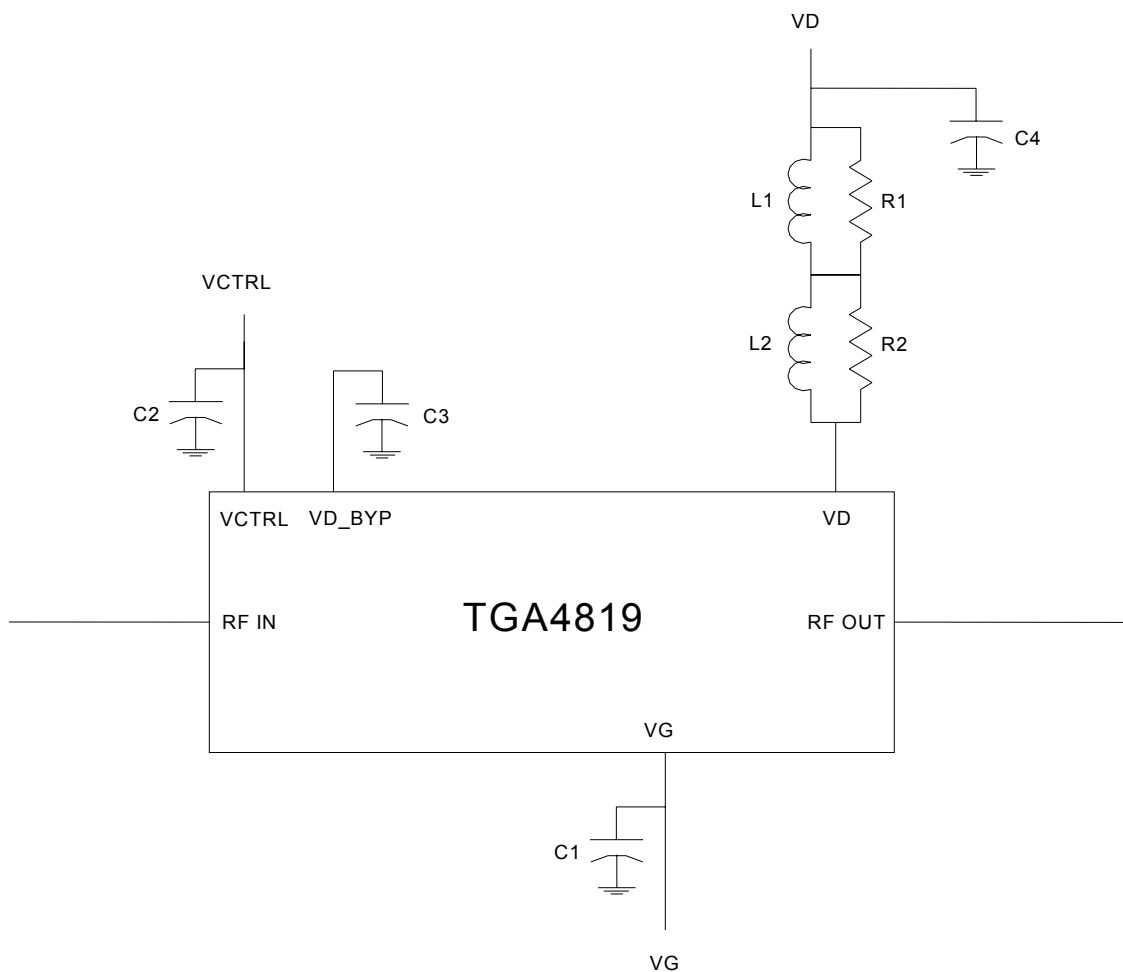 VD
C4
L1
R1
VCTRL
L2
R2
C2
C3
VCTRL
VD_BYP
VD
RF IN
TGA4819
RF OUT
VG
C1
VG